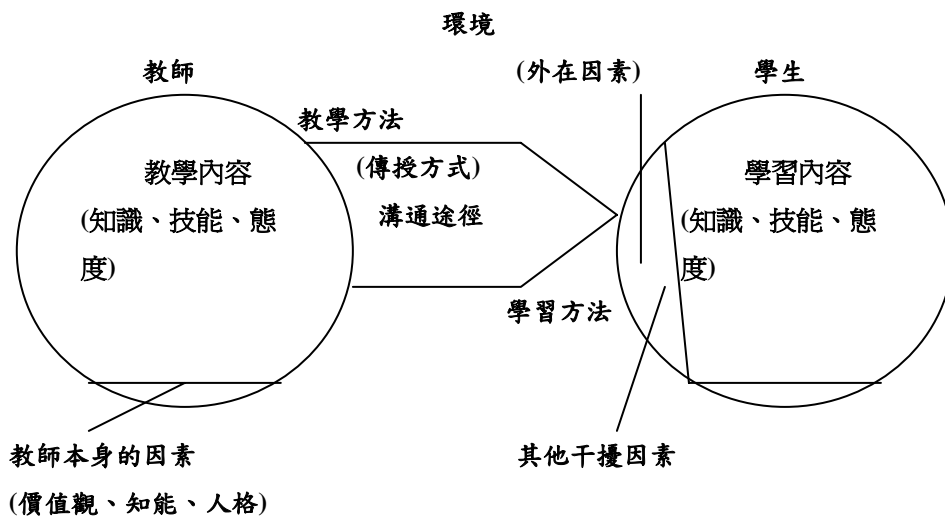 環境
教師
(外在因素)
學生
教學方法
教學內容
(知識、技能、態
度)
(傳授方式)
溝通途徑
學習內容
(知識、技能、態
度)
學習方法
教師本身的因素
(價值觀、知能、人格)
其他干擾因素